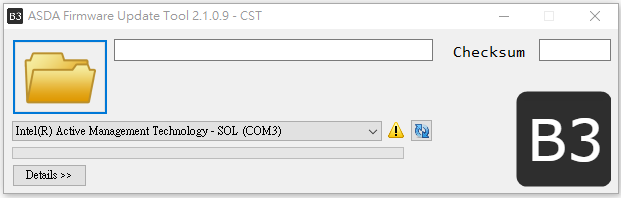 B3 ASDA Firmware Update Tool 2.1.0.9 - CST
Checksum
Intel(R) Active Management Technology - SOL (COM3)
B3
Details >>